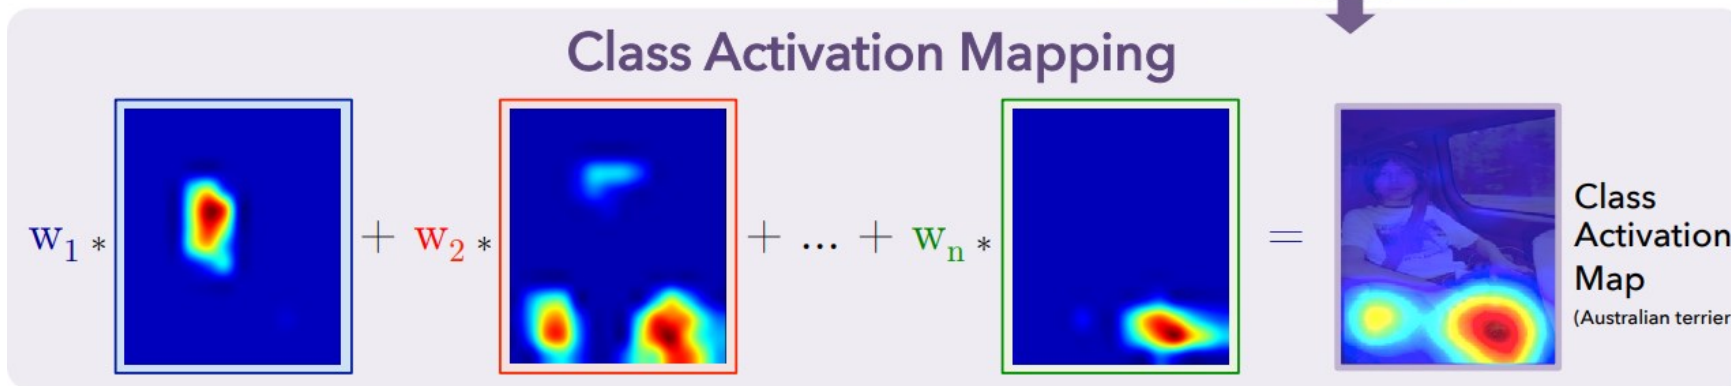 Class Activation Mapping
w1 * + w2 * + ... + wn * =
Class
Activation
Map
(Australian terrier